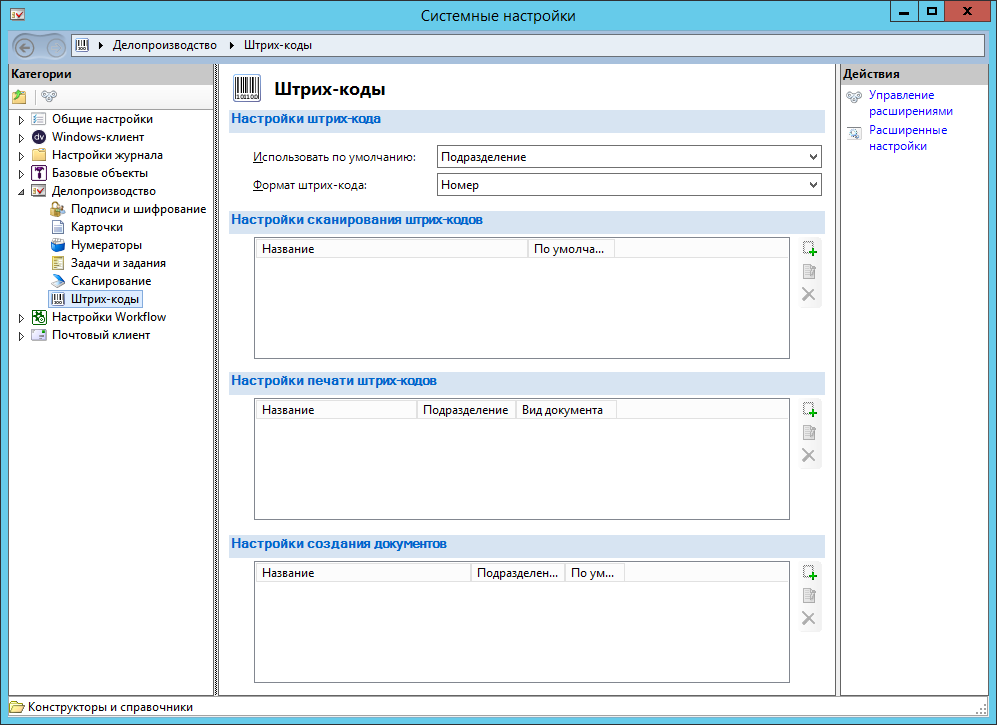 Системные настройки
Делопроизводство Штрих-коды
Категории
Общие настройки
Windows-клиент
Настройки журнала
Базовые объекты
Делопроизводство
Подписи и шифрование
Карточки
Нумераторы
Задачи и задания
Сканирование
Штрих-коды
Настройки Workflow
Почтовый клиент
Штрих-коды
Настройки штрих-кода
Использовать по умолчанию: Подразделение
Формат штрих-кода: Номер
Настройки сканирования штрих-кодов
Название По умолча...
Настройки печати штрих-кодов
Название Подразделение Вид документа
Настройки создания документов
Название Подразделен... По ум...
Действия
Управление
расширениями
Расширенные
настройки
Конструкторы и справочники